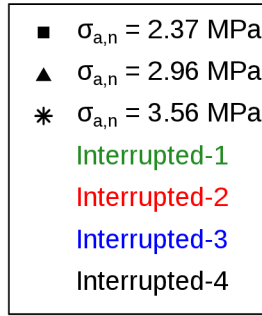 σa,n = 2.37 MPa
σa,n = 2.96 MPa
σa,n = 3.56 MPa
Interrupted-1
Interrupted-2
Interrupted-3
Interrupted-4